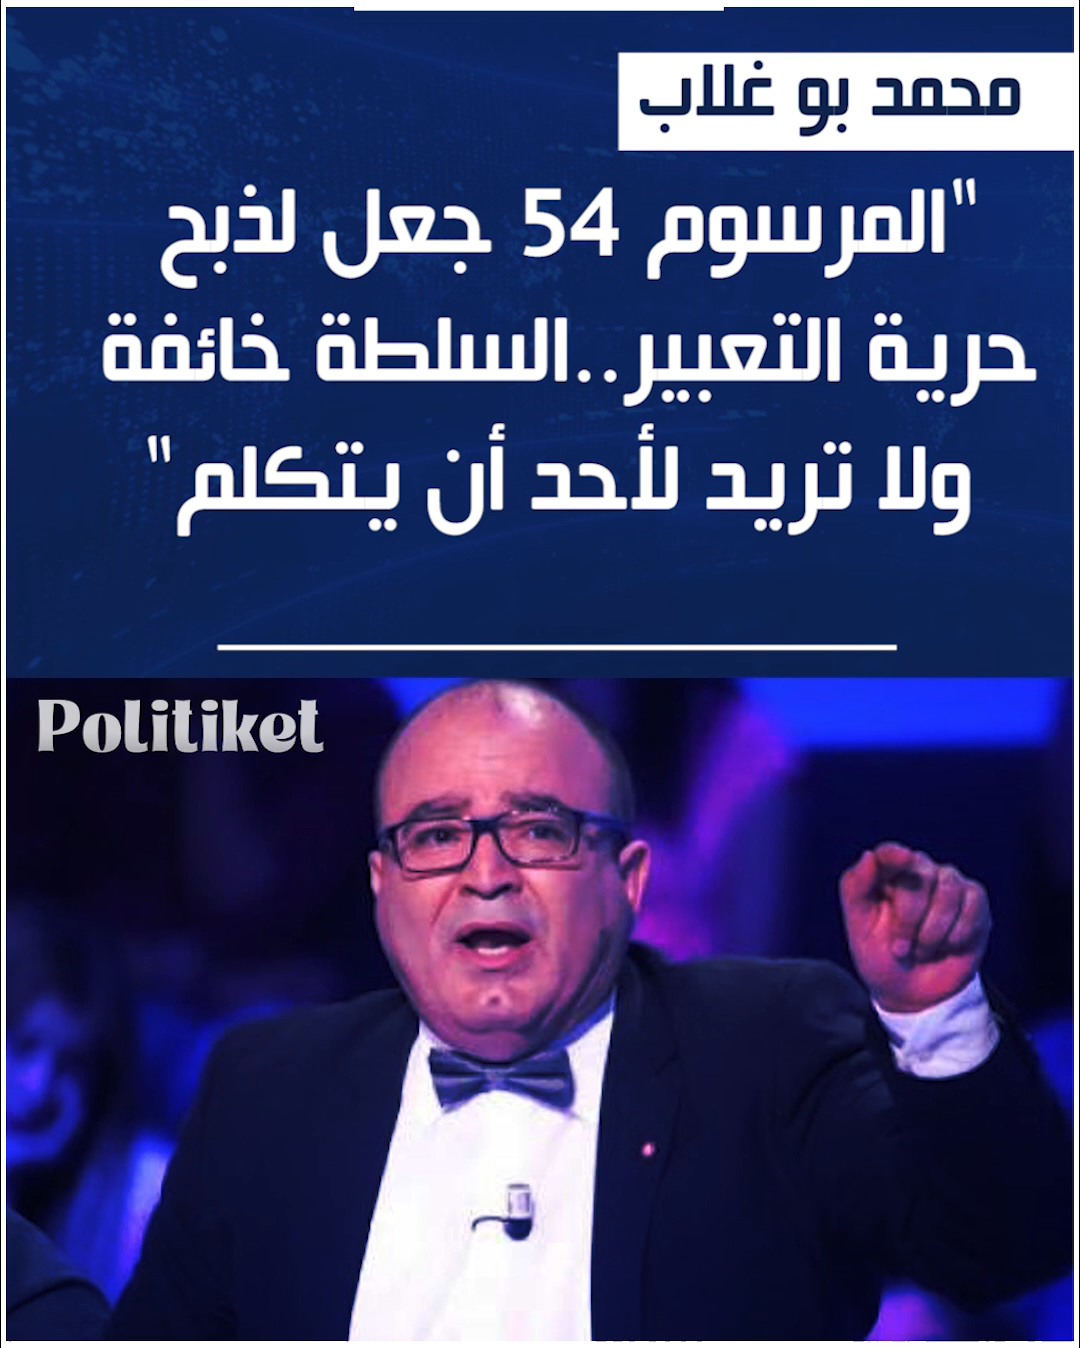 محمد بو غلاب
"المرسوم 54 جعل لذبح
حرية التعبير..السلطة خائفة
ولا تريد لأحد أن يتكلم"
Politiket